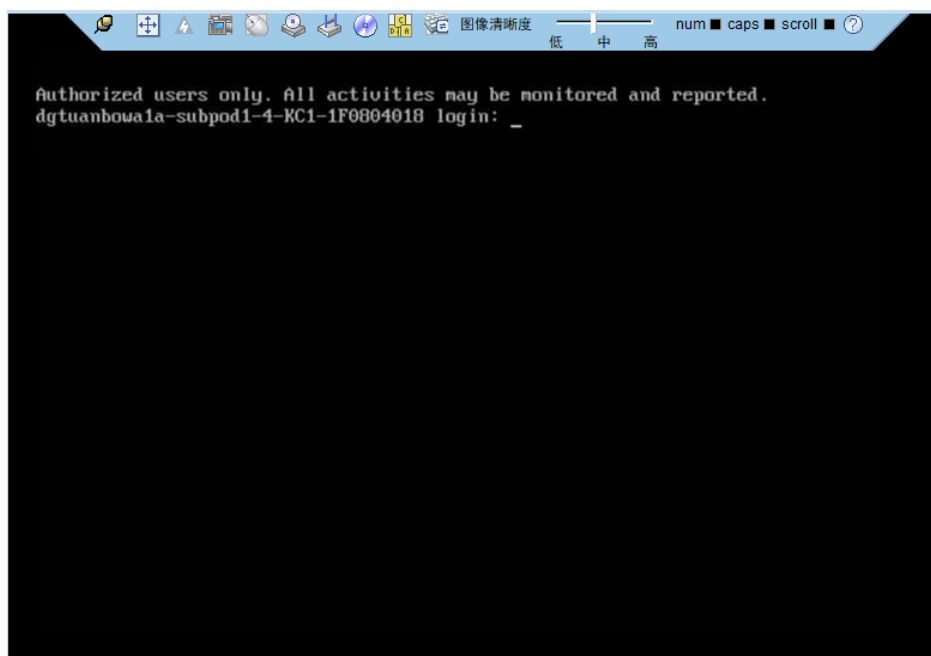 图像清晰度 num caps scroll ?
低 中 高
Authorized users only. All activities may be monitored and reported.
dgtuanbowa1a-subpod1-4-KC1-1F0804018 login: _